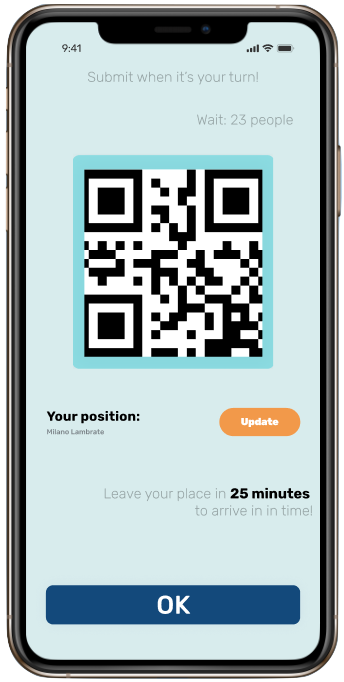 9:41
Submit when it's your turn!
Wait: 23 people
Your position:
Update
Milano Lambrate
Leave your place in 25 minutes
to arrive in in time!
OK